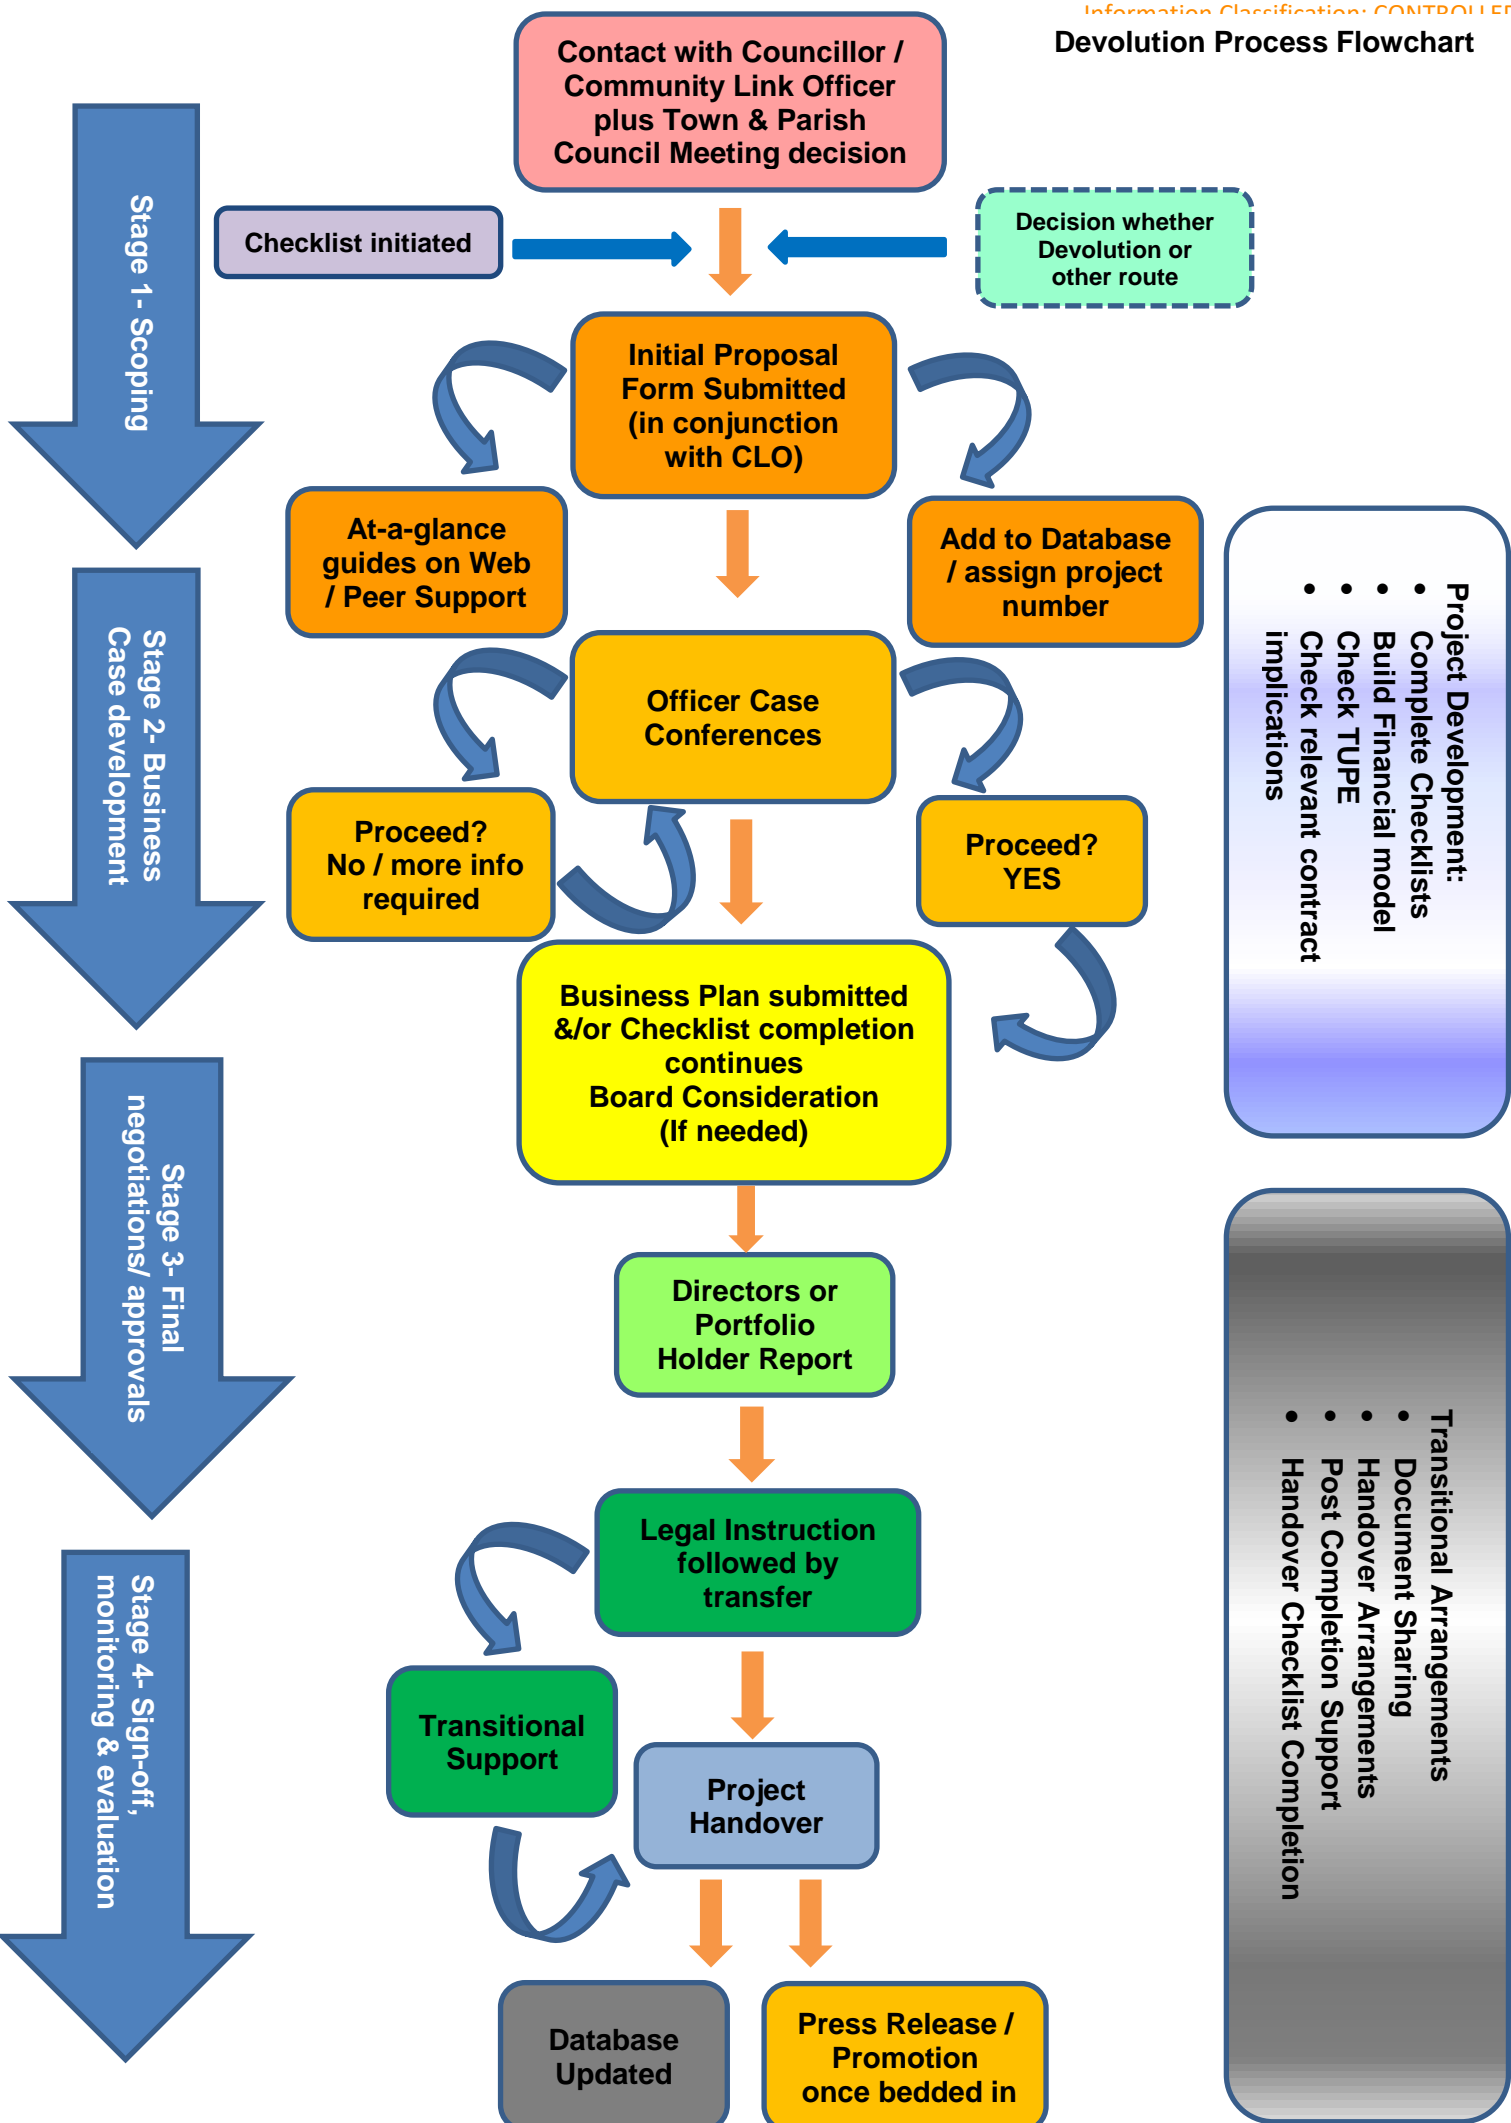 Information Classification: CONTROLLED
Devolution Process Flowchart
Contact with Councillor /
Community Link Officer
plus Town & Parish
Council Meeting decision
Stage 1- Scoping
Checklist initiated
Decision whether
Devolution or
other route
Initial Proposal
Form Submitted
(in conjunction
with CLO)
At-a-glance
guides on Web
/ Peer Support
Add to Database
/ assign project
number
Stage 2- Business
Case development
Officer Case
Conferences
Project Development:
• Complete Checklists
• Build Financial model
• Check TUPE
• Check relevant contract
implications
Proceed?
No / more info
required
Proceed?
YES
Business Plan submitted
&/or Checklist completion
continues
Board Consideration
(If needed)
Stage 3- Final
negotiations/ approvals
Directors or
Portfolio
Holder Report
Transitional Arrangements
• Document Sharing
• Handover Arrangements
• Post Completion Support
• Handover Checklist Completion
Legal Instruction
followed by
transfer
Stage 4- Sign-off,
monitoring & evaluation
Transitional
Support
Project
Handover
Database
Updated
Press Release /
Promotion
once bedded in